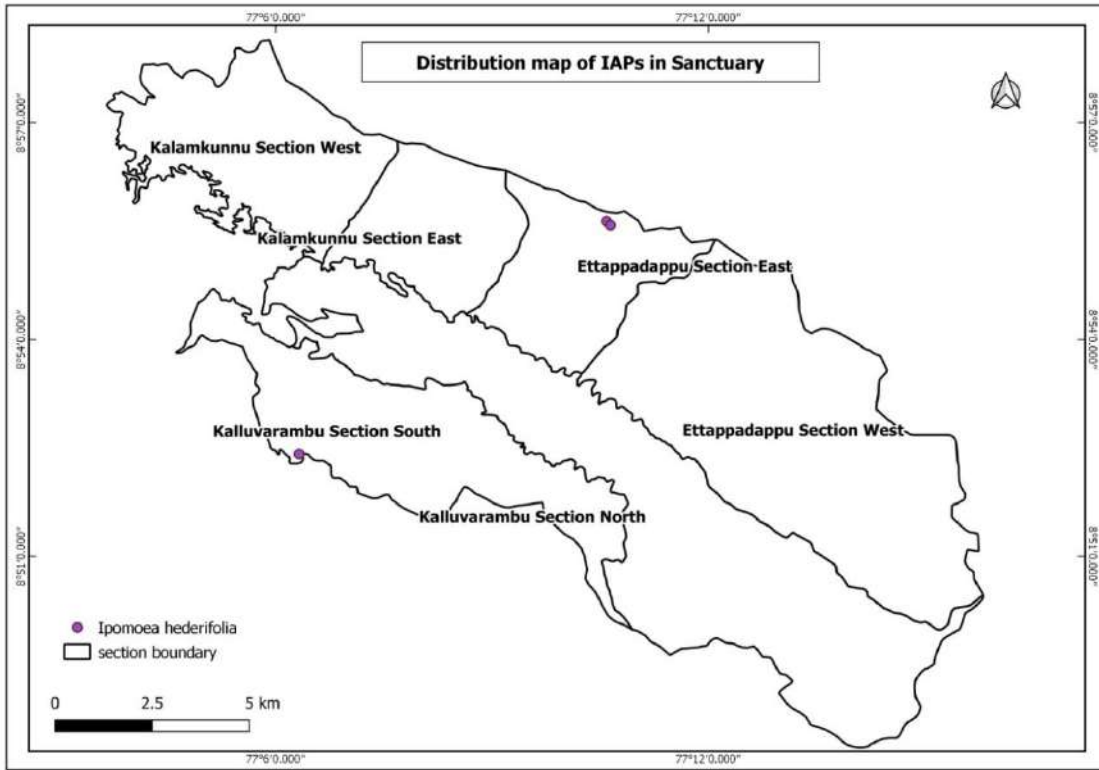 77°6'0.000"
77°12'0.000"
Distribution map of IAPs in Sanctuary
8°57'0.000"
8°57'0.000"
Kalamkunnu Section West
Kalamkunnu Section East
Ettappadappu Section East
8°54'0.000"
8°54'0.000"
Kalluvarambu Section South
Ettappadappu Section West
Kalluvarambu Section North
8°51'0.000"
8°51'0.000"
Ipomoea hederifolia
section boundary
0 2.5 5 km
77°6'0.000"
77°12'0.000"